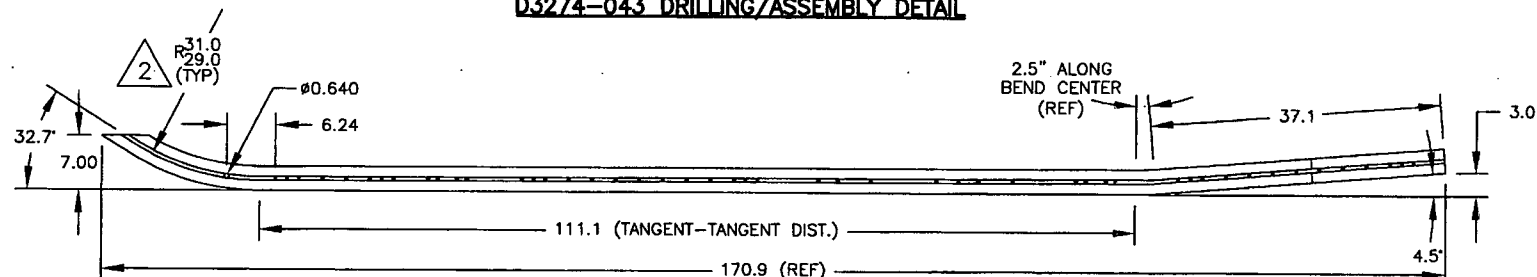 D3274-043 DRILLING/ASSEMBLY DETAIL
2
R31.0
29.0
(TYP)
Ø0.640
6.24
2.5" ALONG
BEND CENTER
(REF)
37.1
3.0
32.7°
7.00
111.1 (TANGENT-TANGENT DIST.)
4.5°
170.9 (REF)